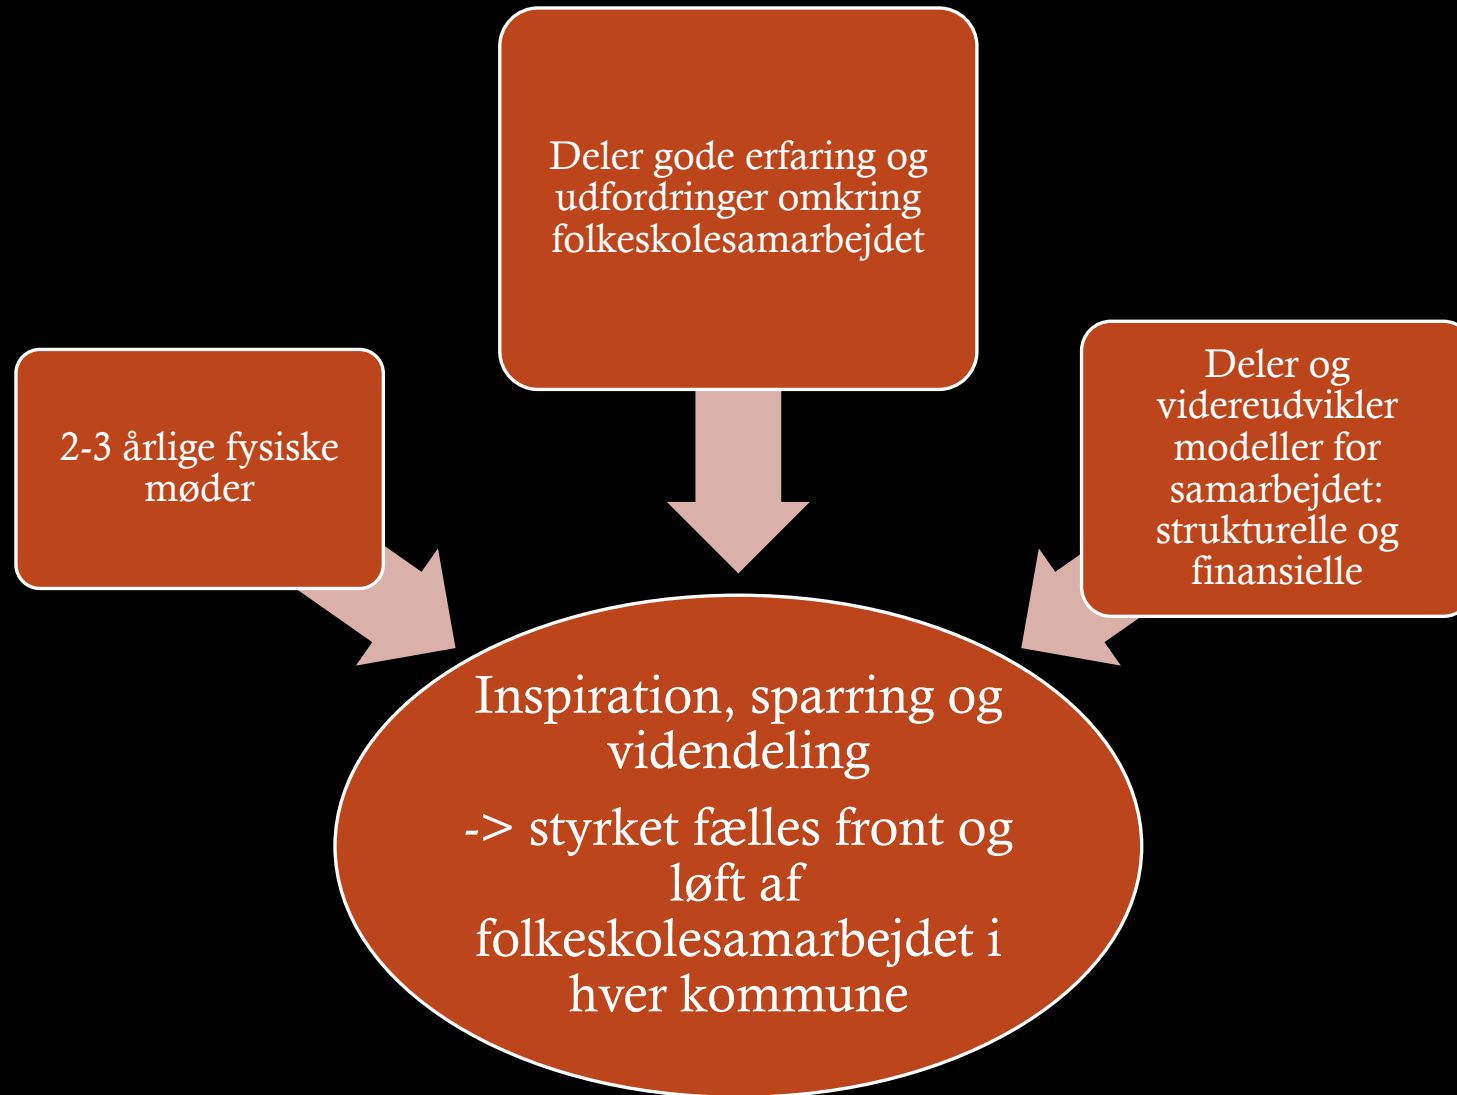 Deler gode erfaring og
udfordringer omkring
folkeskolesamarbejdet
2-3 årlige fysiske
møder
Deler og
videreudvikler
modeller for
samarbejdet:
strukturelle og
finansielle
Inspiration, sparring og
videndeling
-> styrket fælles front og
løft af
folkeskolesamarbejdet i
hver kommune